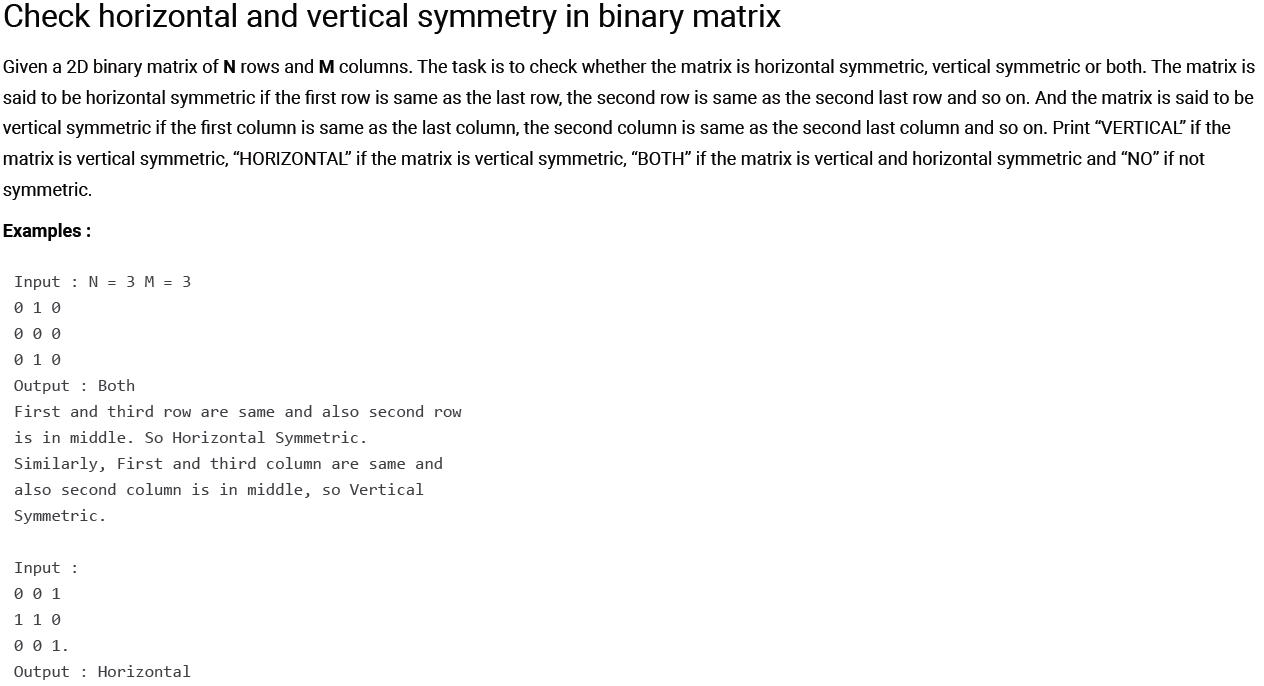 Check horizontal and vertical symmetry in binary matrix
Given a 2D binary matrix of N rows and M columns. The task is to check whether the matrix is horizontal symmetric, vertical symmetric or both. The matrix is
said to be horizontal symmetric if the first row is same as the last row, the second row is same as the second last row and so on. And the matrix is said to be
vertical symmetric if the first column is same as the last column, the second column is same as the second last column and so on. Print “VERTICAL” if the
matrix is vertical symmetric, “HORIZONTAL” if the matrix is vertical symmetric, “BOTH” if the matrix is vertical and horizontal symmetric and “NO” if not
symmetric.
Examples :
Input : N = 3 M = 3
0 1 0
0 0 0
0 1 0
Output : Both
First and third row are same and also second row
is in middle. So Horizontal Symmetric.
Similarly, First and third column are same and
also second column is in middle, so Vertical
Symmetric.
Input :
0 0 1
1 1 0
0 0 1.
Output : Horizontal